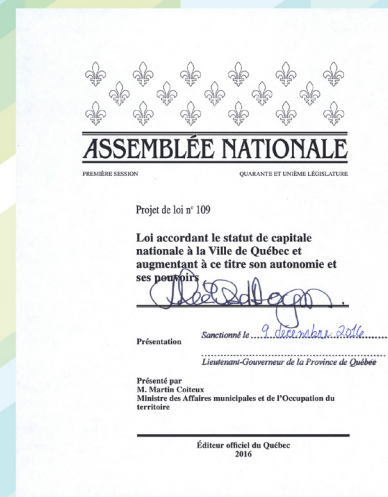 ASSEMBLÉE NATIONALE
PREMIÈRE SESSION QUARANTE ET UNIÈME LÉGISLATURE
Projet de loi nº 109
Loi accordant le statut de capitale
nationale à la Ville de Québec et
augmentant à ce titre son autonomie et
ses pouvoirs
Présentation
Sanctionné le 9 décembre 2016
Lieutenant-Gouverneur de la Province de Québec
Présenté par
M. Martin Coiteux
Ministre des Affaires municipales et de l'Occupation du
territoire
Éditeur officiel du Québec
2016